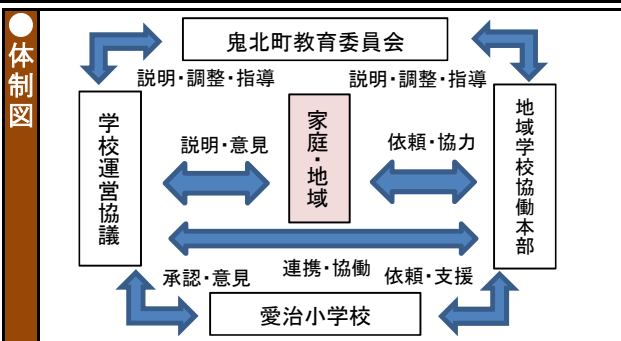 ●体制図
鬼北町教育委員会
説明・調整・指導
説明・調整・指導
学校運営協議
説明・意見
家庭・地域
依頼・協力
地域学校協働本部
連携・協働
承認・意見
依頼・支援
愛治小学校